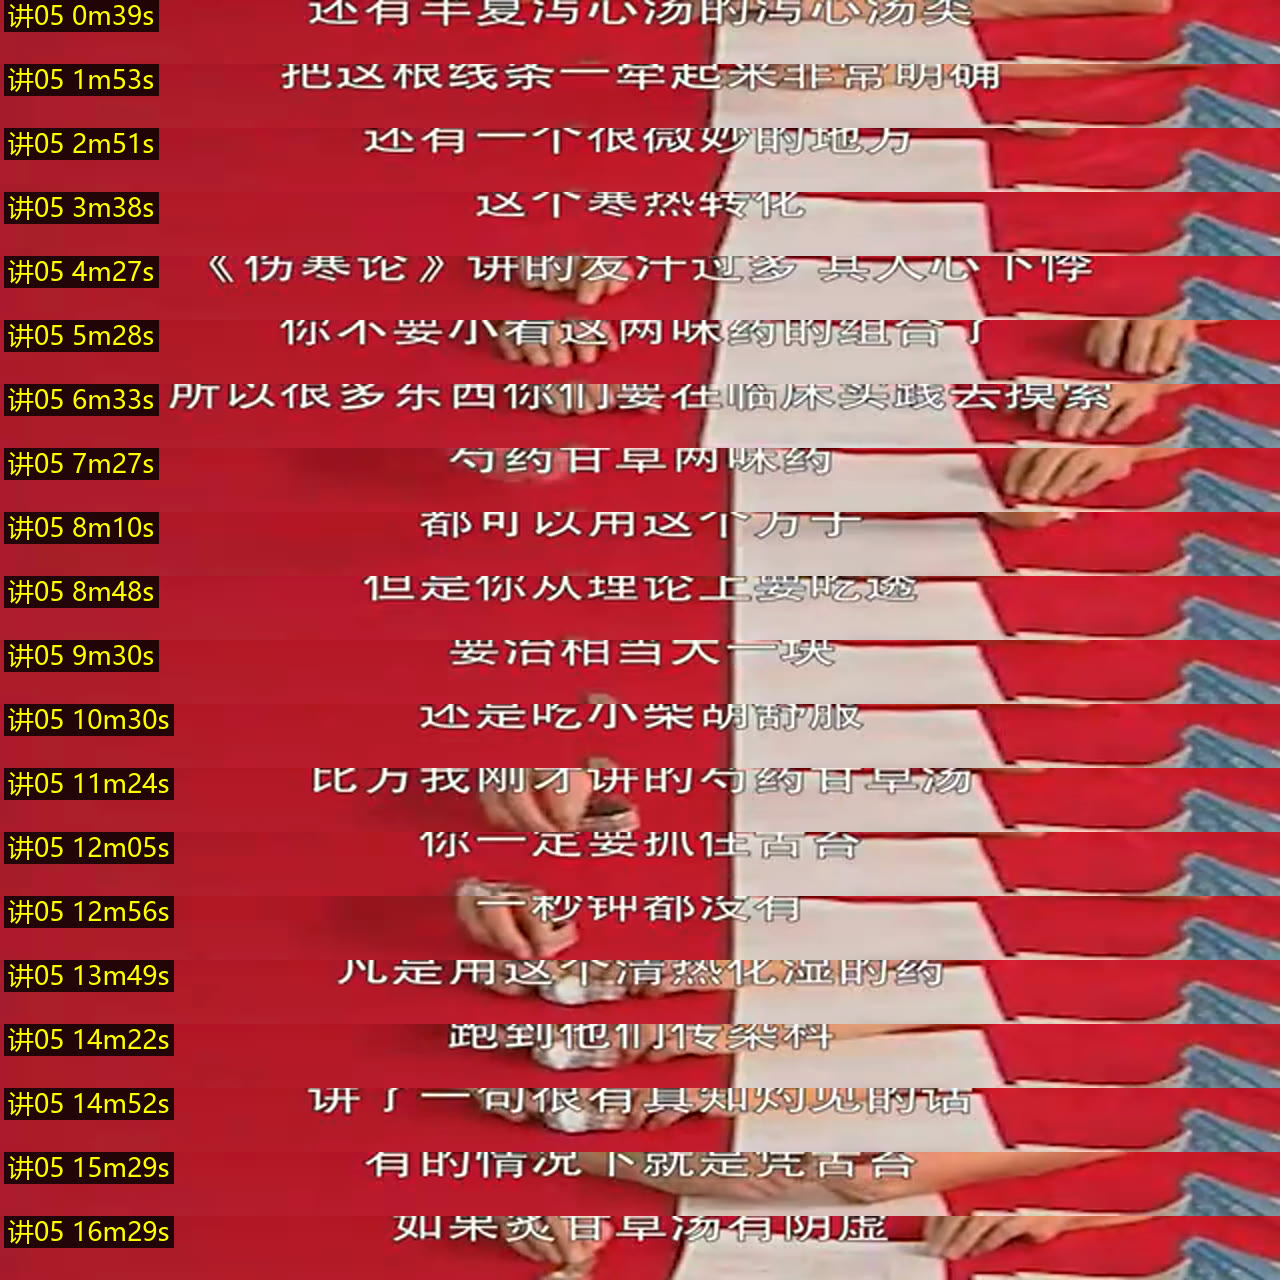 讲05 0m39s 还有半夏泻心汤的泻心汤类
讲05 1m53s 把这根线条一牵起来非常明确
讲05 2m51s 还有一个很微妙的地方
讲05 3m38s 这个寒热转化
讲05 4m27s 《伤寒论》讲的发汗过多 其人心下悸
讲05 5m28s 你不要小看这两味药的组合了
讲05 6m33s 所以很多东西你们要在临床实践去摸索
讲05 7m27s 芍药甘草两味药
讲05 8m10s 都可以用这个方子
讲05 8m48s 但是你从理论上要吃透
讲05 9m30s 要治相当大一块
讲05 10m30s 还是吃小柴胡舒服
讲05 11m24s 比方我刚才讲的芍药甘草汤
讲05 12m05s 你一定要抓住舌苔
讲05 12m56s 一秒钟都没有
讲05 13m49s 凡是用这个清热化湿的药
讲05 14m22s 跑到他们传染科
讲05 14m52s 讲了一句很有真知灼见的话
讲05 15m29s 有的情况下就是凭舌苔
讲05 16m29s 如果炙甘草汤有阴虚